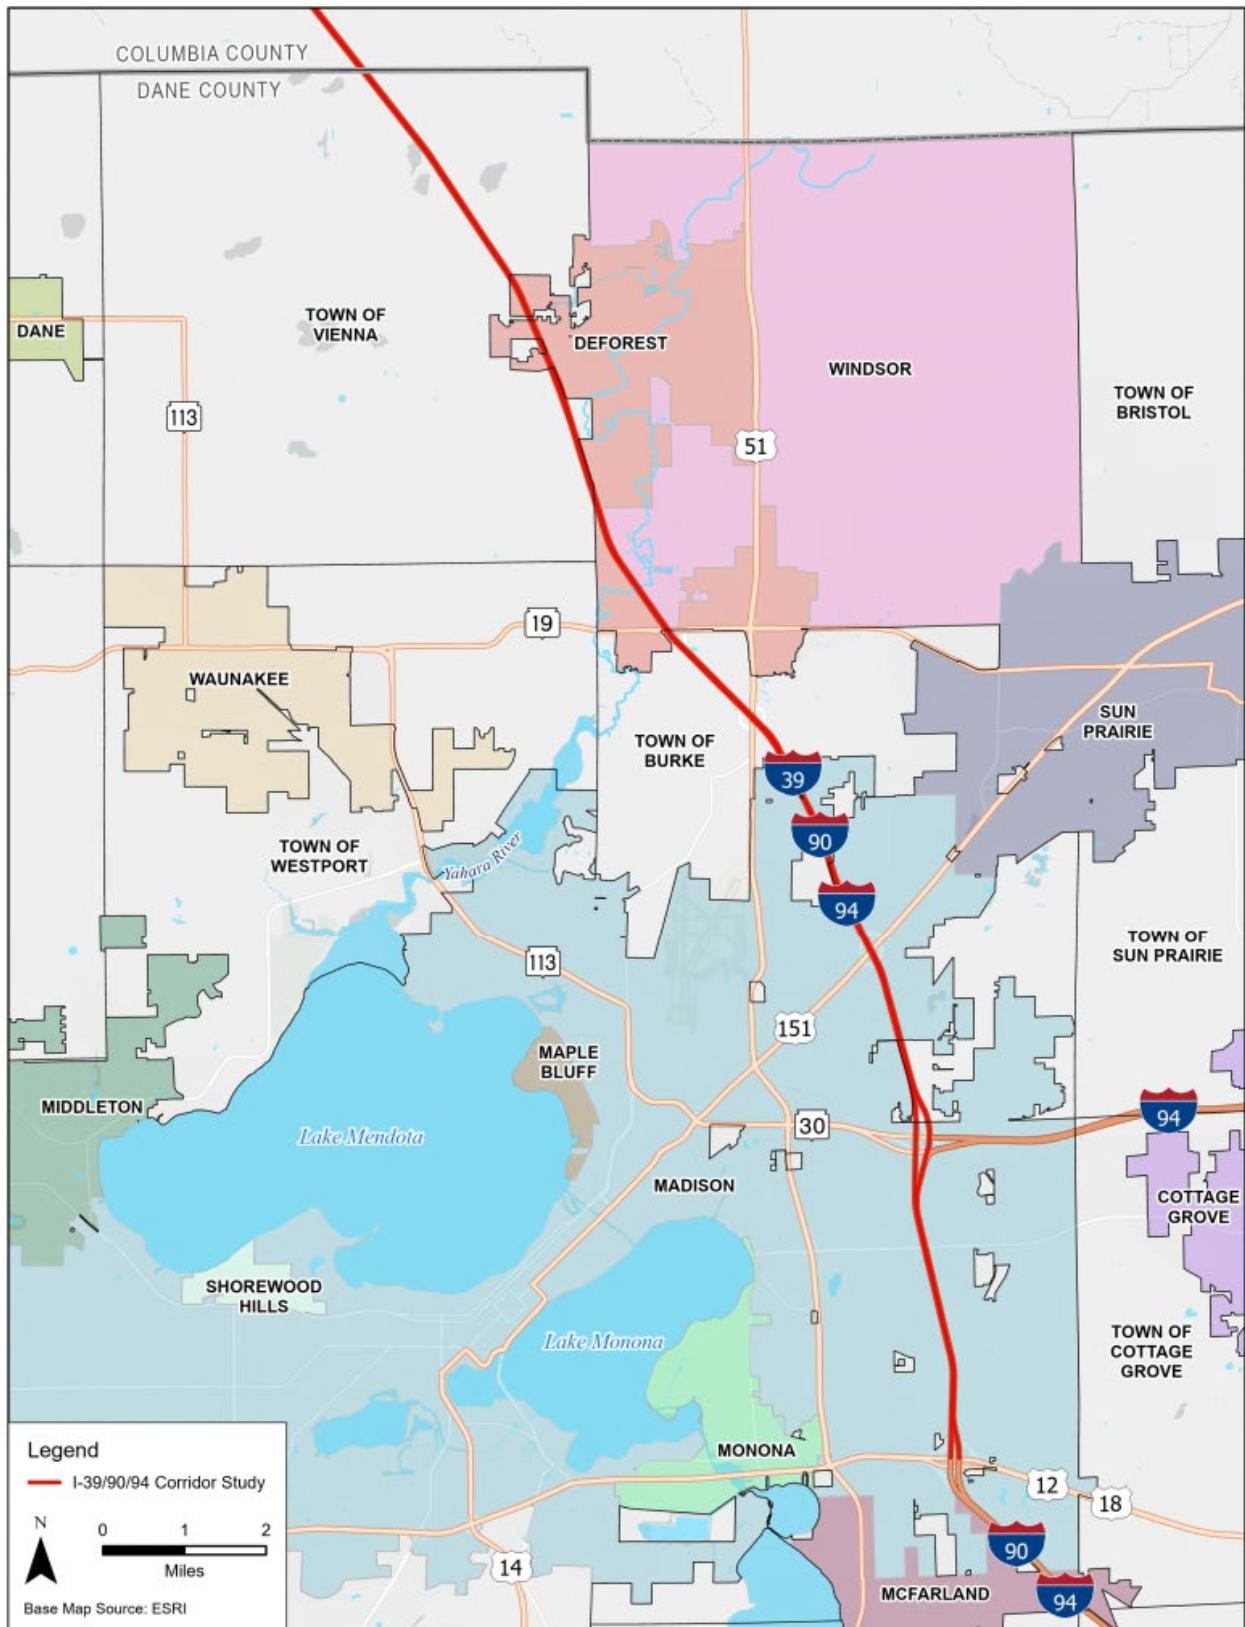 COLUMBIA COUNTY
DANE COUNTY
DANE
TOWN OF
VIENNA
DEFOREST
WINDSOR
TOWN OF
BRISTOL
113
51
19
WAUNAKEE
TOWN OF
BURKE
SUN
PRAIRIE
39
90
94
TOWN OF
WESTPORT
Yahara River
TOWN OF
SUN PRAIRIE
113
151
MAPLE
BLUFF
MIDDLETON
Lake Mendota
30
94
MADISON
COTTAGE
GROVE
SHOREWOOD
HILLS
Lake Monona
TOWN OF
COTTAGE
GROVE
MONONA
12
18
14
90
94
MCFARLAND
Legend
I-39/90/94 Corridor Study
N
0 1 2
Miles
Base Map Source: ESRI